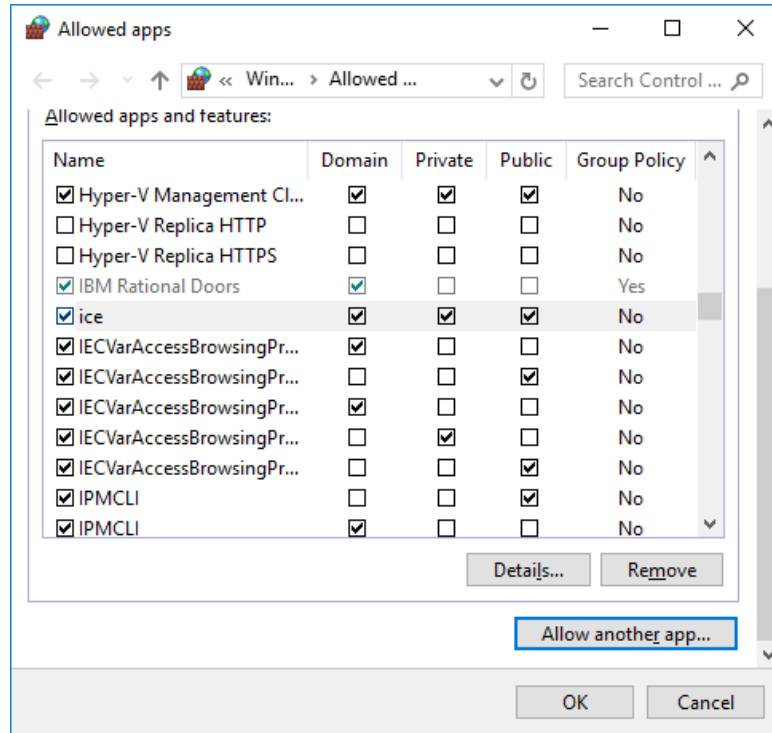 Allowed apps
« Win... > Allowed ...
Search Control ...
Allowed apps and features:
Name Domain Private Public Group Policy
Hyper-V Management Cl... No
Hyper-V Replica HTTP No
Hyper-V Replica HTTPS No
IBM Rational Doors Yes
ice No
IECVarAccessBrowsingPr... No
IECVarAccessBrowsingPr... No
IECVarAccessBrowsingPr... No
IECVarAccessBrowsingPr... No
IECVarAccessBrowsingPr... No
IPMCLI No
IPMCLI No
Details... Remove
Allow another app...
OK Cancel